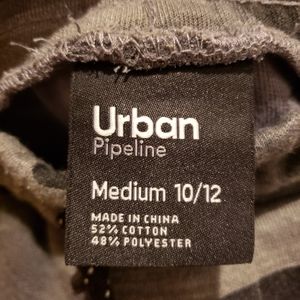 Urban
Pipeline
Medium 10/12
MADE IN CHINA
52% COTTON
48% POLYESTER